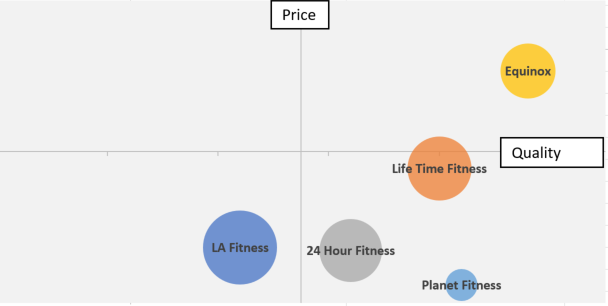 Price
Equinox
Quality
Life Time Fitness
LA Fitness
24 Hour Fitness
Planet Fitness